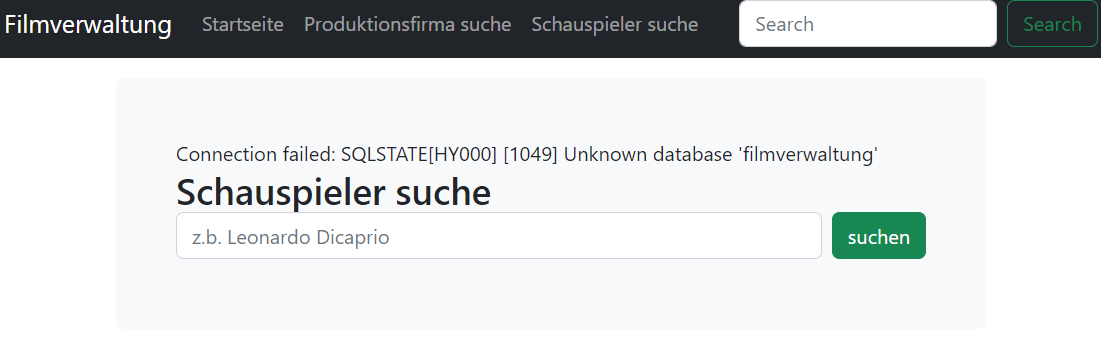 Filmverwaltung Startseite Produktionsfirma suche Schauspieler suche Search Search
Connection failed: SQLSTATE[HY000] [1049] Unknown database 'filmverwaltung'
Schauspieler suche
z.b. Leonardo Dicaprio suchen